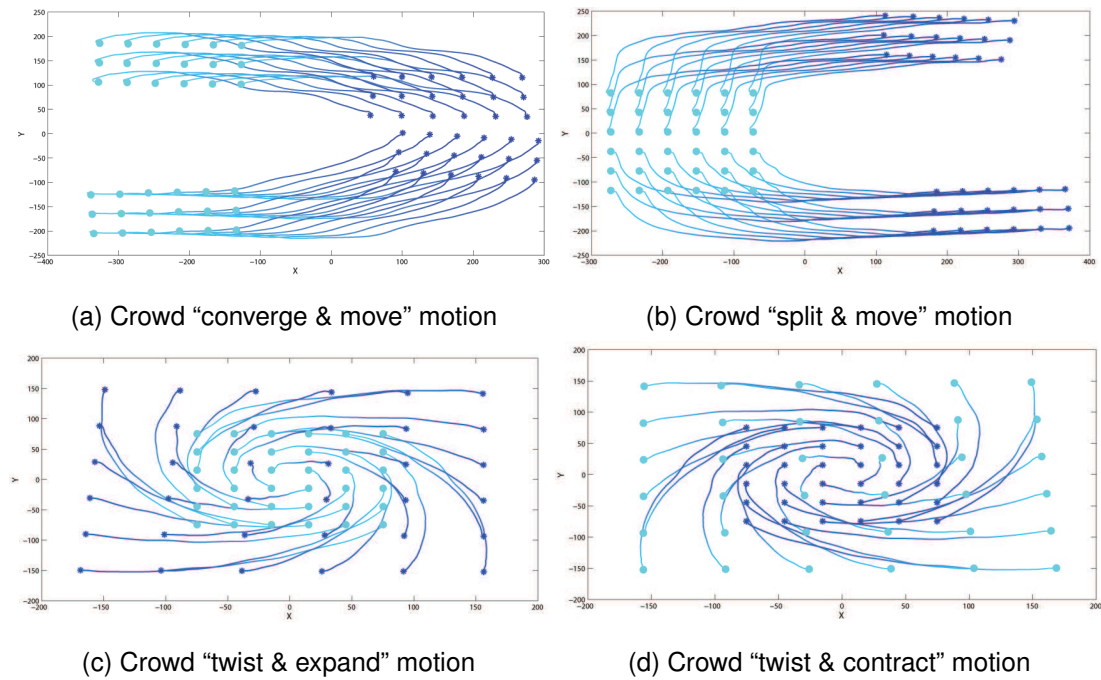 250
200
150
100
50
0
−50
−100
−150
−200
−250
Y
−400 −300 −200 −100 0 100 200 300
X
(a) Crowd “converge & move” motion
250
200
150
100
50
0
−50
−100
−150
−200
−250
Y
−300 −200 −100 0 100 200 300 400
X
(b) Crowd “split & move” motion
200
150
100
50
0
−50
−100
−150
−200
Y
−200 −150 −100 −50 0 50 100 150 200
X
(c) Crowd “twist & expand” motion
200
150
100
50
0
−50
−100
−150
−200
Y
−200 −150 −100 −50 0 50 100 150 200
X
(d) Crowd “twist & contract” motion